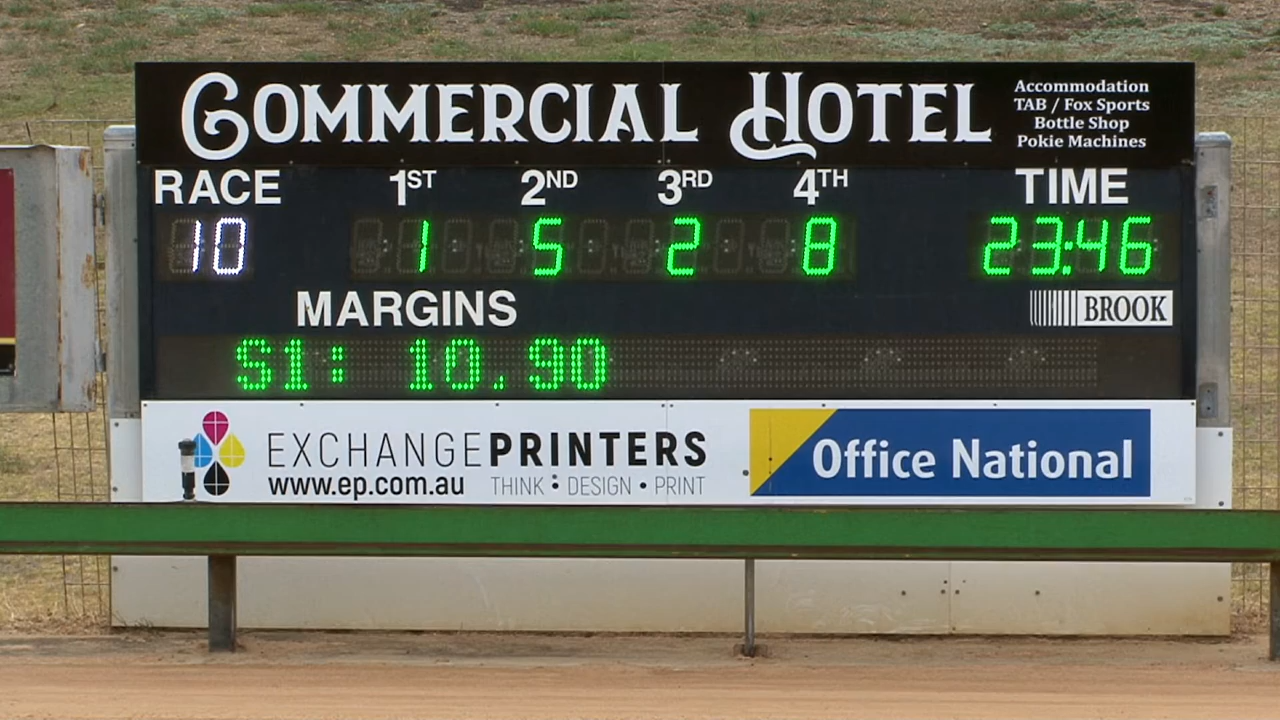 COMMERCIAL HOTEL
Accommodation
TAB / Fox Sports
Bottle Shop
Pokie Machines
RACE 1ST 2ND 3RD 4TH TIME
10 1 5 2 8 23:46
MARGINS
BROOK
S1: 10.90
EXCHANGEPRINTERS
www.ep.com.au THINK • DESIGN • PRINT
Office National